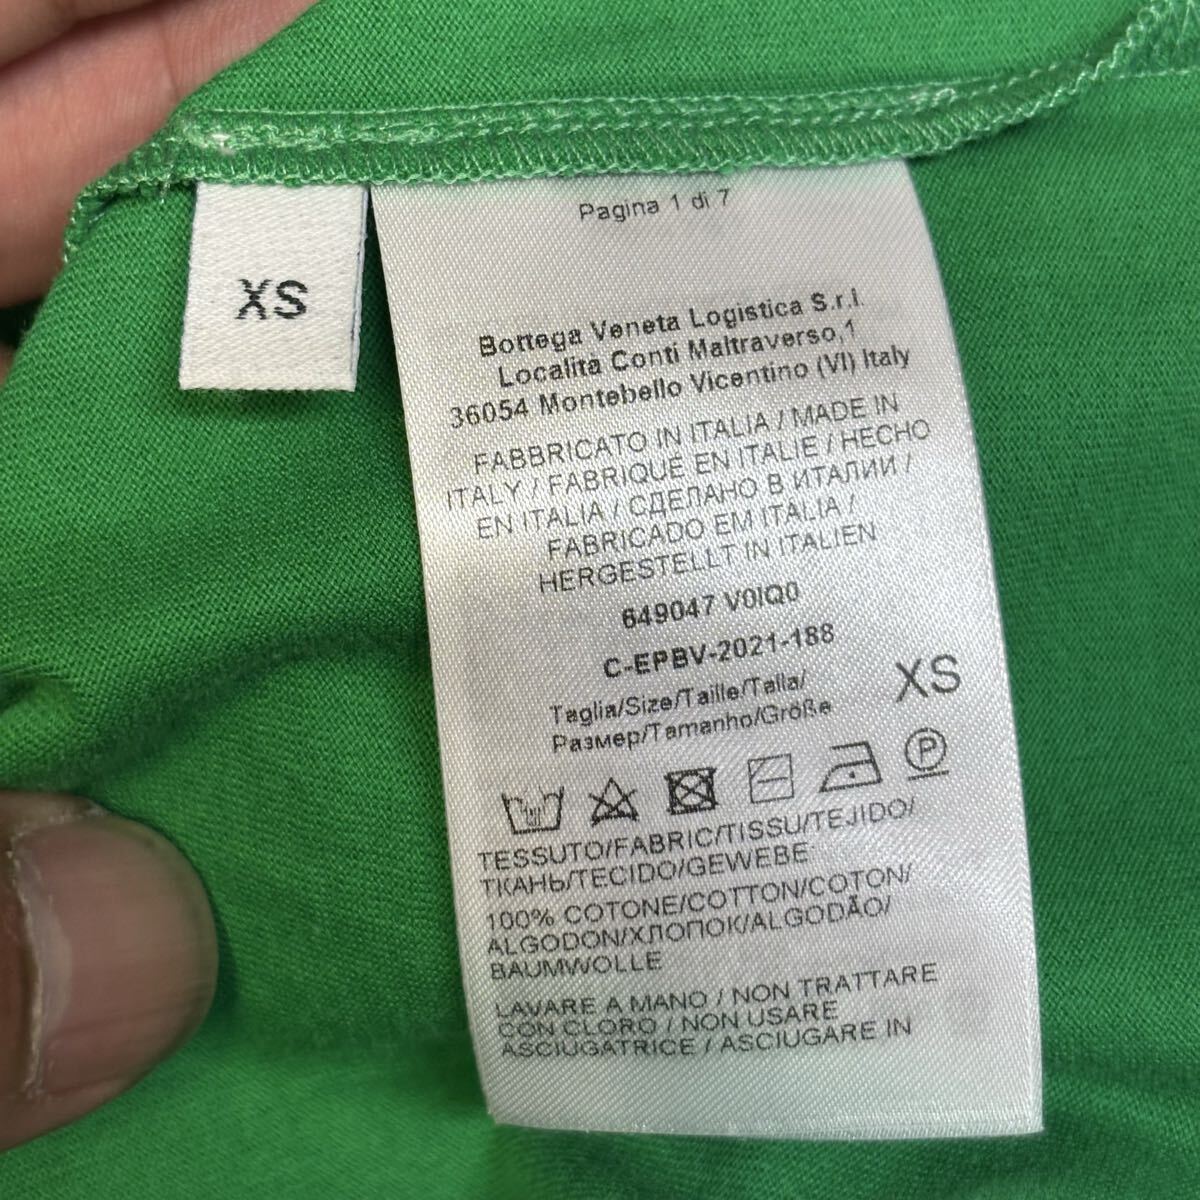 XS
Pagina 1 di 7
Bottega Veneta Logistica S.r.l.
Localita Conti Maltraverso,1
36054 Montebello Vicentino (VI) Italy
FABBRICATO IN ITALIA / MADE IN
ITALY / FABRIQUÉ EN ITALIE / HECHO
EN ITALIA / СДЕЛАНО В ИТАЛИИ /
FABRICADO EM ITALIA /
HERGESTELLT IN ITALIEN
649047 V0IQ0
C-EPBV-2021-188
Taglia/Size/Taille/Talla/
Размер/Tamanho/Größe
XS
P
TESSUTO/FABRIC/TISSU/TEJIDO/
ТКАНЬ/TECIDO/GEWEBE
100% COTONE/COTTON/COTON/
ALGODON/ХЛОПОК/ALGODÃO/
BAUMWOLLE
LAVARE A MANO / NON TRATTARE
CON CLORO / NON USARE
ASCIUGATRICE / ASCIUGARE IN